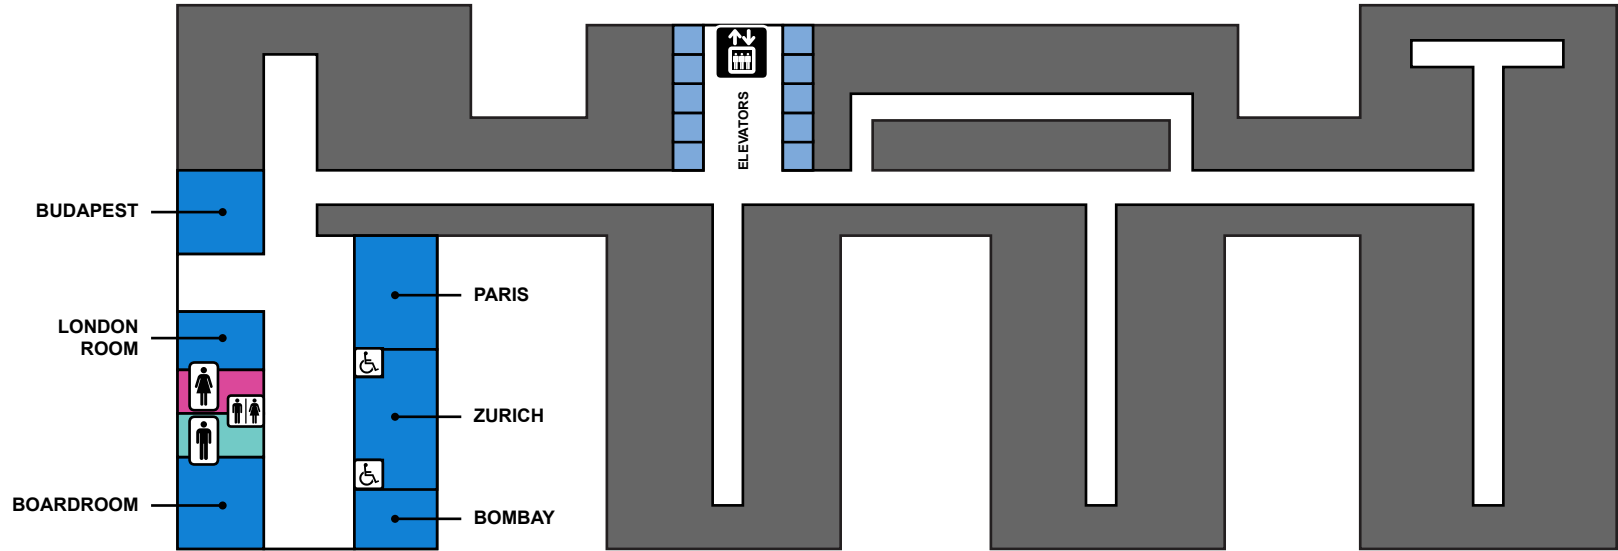 ELEVATORS
BUDAPEST
PARIS
LONDON
ROOM
ZURICH
BOARDROOM
BOMBAY